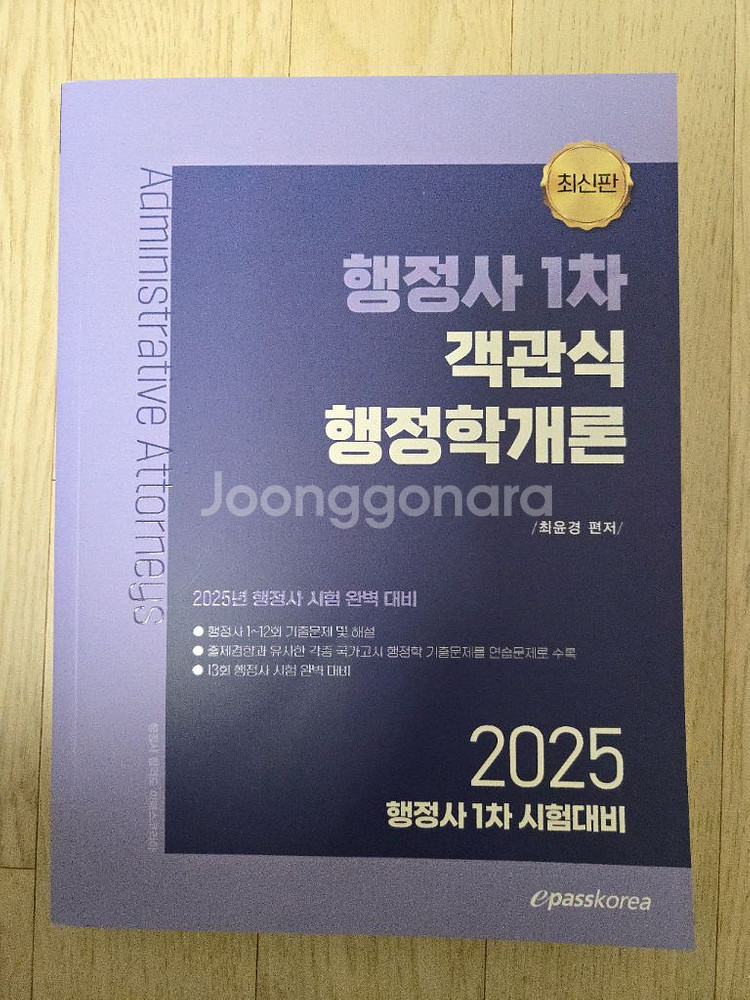 최신판
Administrative Attorneys
행정사 1차
객관식
행정학개론
Joonggonara
/최윤경 편저/
2025년 행정사 시험 완벽 대비
● 행정사 1~12회 기출문제 및 해설
● 출제경향과 유사한 각종 국가고시 행정학 기출문제를 연습문제로 수록
● 13회 행정사 시험 완벽 대비
2025
행정사 1차 시험대비
epasskorea